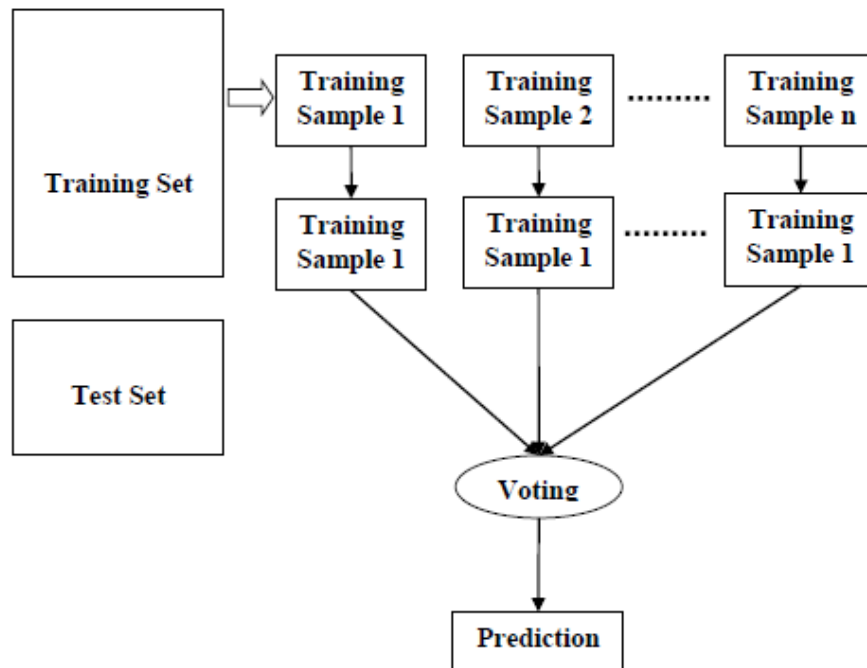 Training Set
Training
Sample 1
Training
Sample 2
Training
Sample n
Training
Sample 1
Training
Sample 1
Training
Sample 1
Test Set
Voting
Prediction